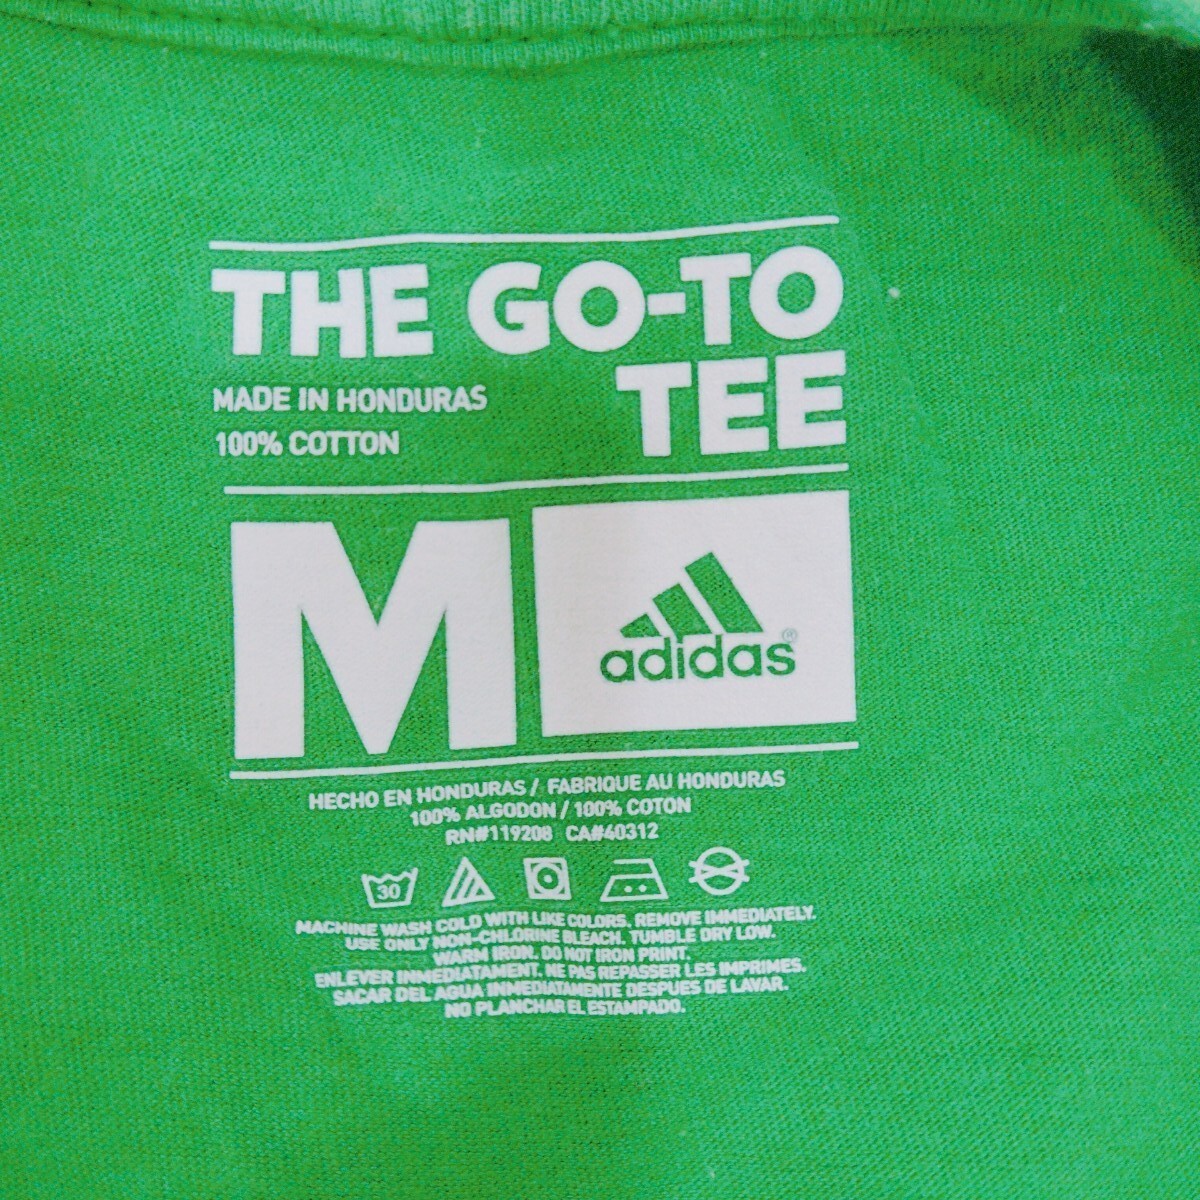 THE GO-TO
TEE
MADE IN HONDURAS
100% COTTON
M
adidas®
HECHO EN HONDURAS / FABRIQUE AU HONDURAS
100% ALGODON / 100% COTON
RN#119208 CA#40312
30
MACHINE WASH COLD WITH LIKE COLORS, REMOVE IMMEDIATELY.
USE ONLY NON-CHLORINE BLEACH. TUMBLE DRY LOW.
WARM IRON. DO NOT IRON PRINT.
ENLEVER INMEDIATAMENT. NE PAS REPASSER LES IMPRIMES.
SACAR DEL AGUA INMEDIATAMENTE DESPUES DE LAVAR.
NO PLANCHAR EL ESTAMPADO.